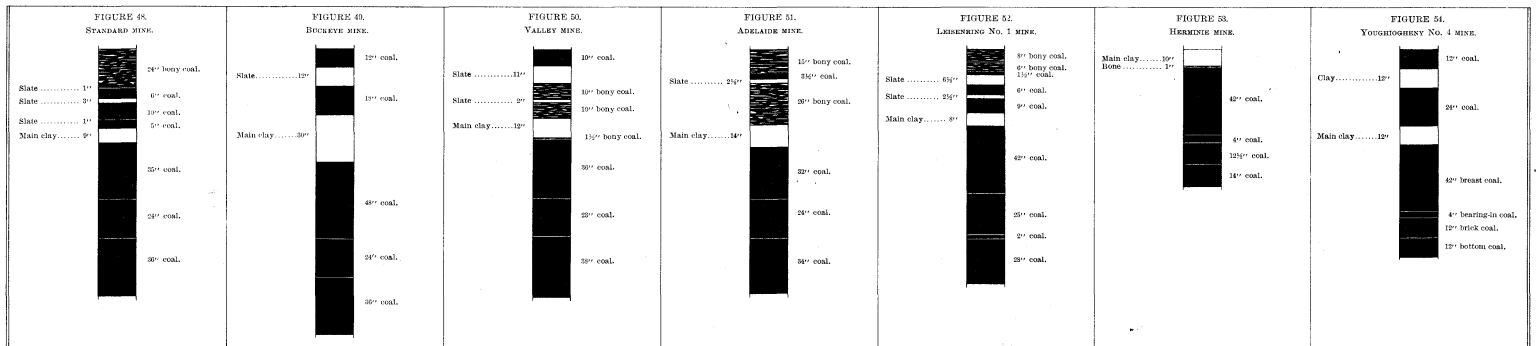 FIGURE 48.
STANDARD MINE.
24″ bony coal.
Slate ........... 1″
6″ coal.
Slate ........... 3″
10″ coal.
Slate ........... 1″
5″ coal.
Main clay ...... 9″
35″ coal.
24″ coal.
36″ coal.
FIGURE 49.
BUCKEYE MINE.
12″ coal.
Slate............12″
18″ coal.
Main clay.......30″
48″ coal.
24″ coal.
36″ coal.
FIGURE 50.
VALLEY MINE.
10″ coal.
Slate ...........11″
10″ bony coal.
Slate ........... 2″
10″ bony coal.
Main clay.......12″
1½″ bony coal.
36″ coal.
23″ coal.
38″ coal.
FIGURE 51.
ADELAIDE MINE.
15″ bony coal.
3½″ coal.
Slate .......... 2½″
26″ bony coal.
Main clay.......14″
32″ coal.
24″ coal.
34″ coal.
FIGURE 52.
LEISENRING No. 1 MINE.
8″ bony coal.
6″ bony coal.
1½″ coal.
Slate .......... 6½″
6″ coal.
Slate .......... 2½″
9″ coal.
Main clay ...... 8″
42″ coal.
25″ coal.
2″ coal.
28″ coal.
FIGURE 53.
HERMINIE MINE.
Main clay.......10″
Bone ........... 1″
42″ coal.
4″ coal.
12½″ coal.
14″ coal.
FIGURE 54.
YOUGHIOGHENY No. 4 MINE.
12″ coal.
Clay.............12″
24″ coal.
Main clay.......12″
42″ breast coal.
4″ bearing-in coal.
12″ brick coal.
12″ bottom coal.